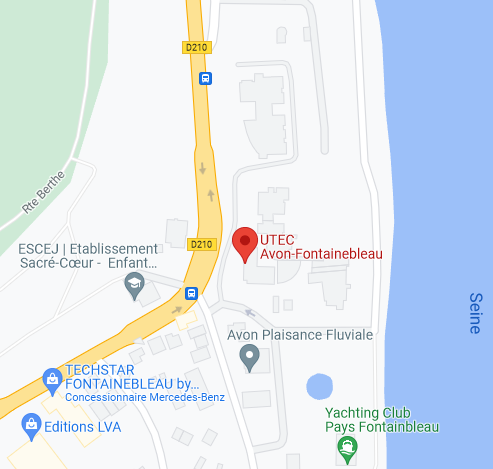 D210
Rte Berthe
D210
UTEC
Avon-Fontainebleau
ESCEJ | Etablissement
Sacré-Cœur - Enfant...
Seine
Avon Plaisance Fluviale
TECHSTAR
FONTAINEBLEAU by...
Concessionnaire Mercedes-Benz
Yachting Club
Pays Fontainbleau
Editions LVA